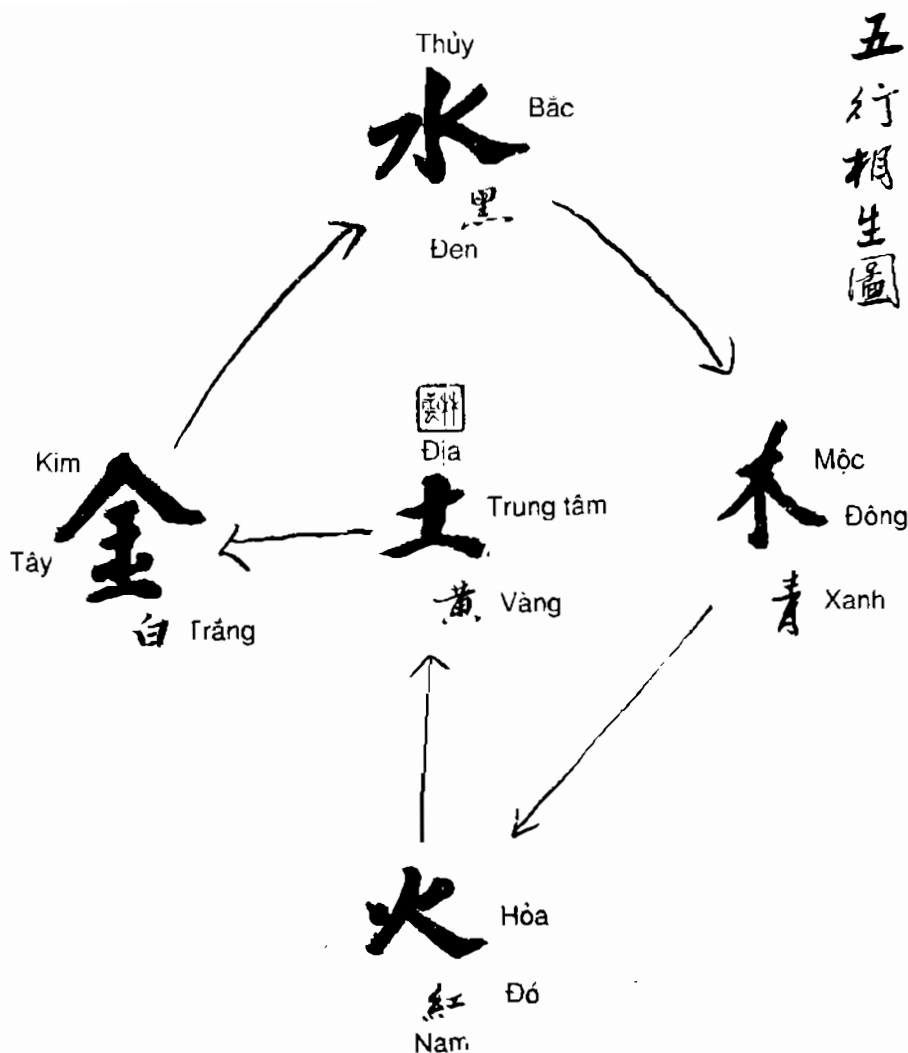 五行相生圖
Thủy
水 Bắc
黑
Đen
Địa
Kim
金
Tây
白 Trắng
土 Trung tâm
黃 Vàng
木 Mộc
Đông
青 Xanh
火 Hỏa
紅 Đó
Nam